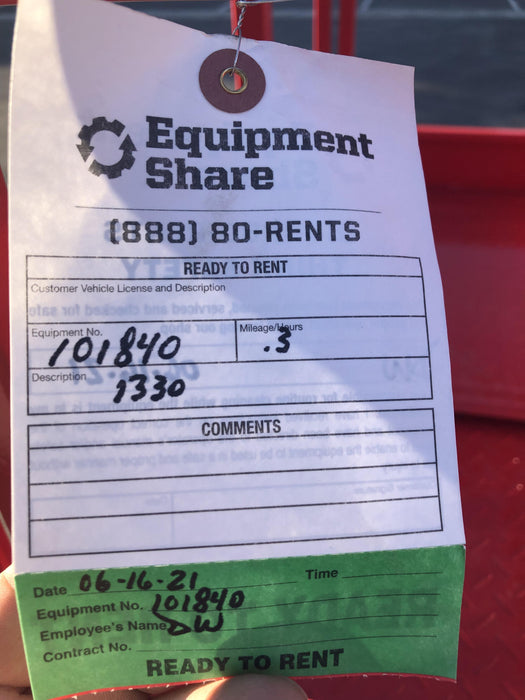 Equipment
Share
(888) 80-RENTS
READY TO RENT
Customer Vehicle License and Description
Equipment No. 101840 Mileage/Hours .3
Description 1330
COMMENTS
Date 06-16-21 Time
Equipment No. 101840
Employee's Name DW
Contract No.
READY TO RENT